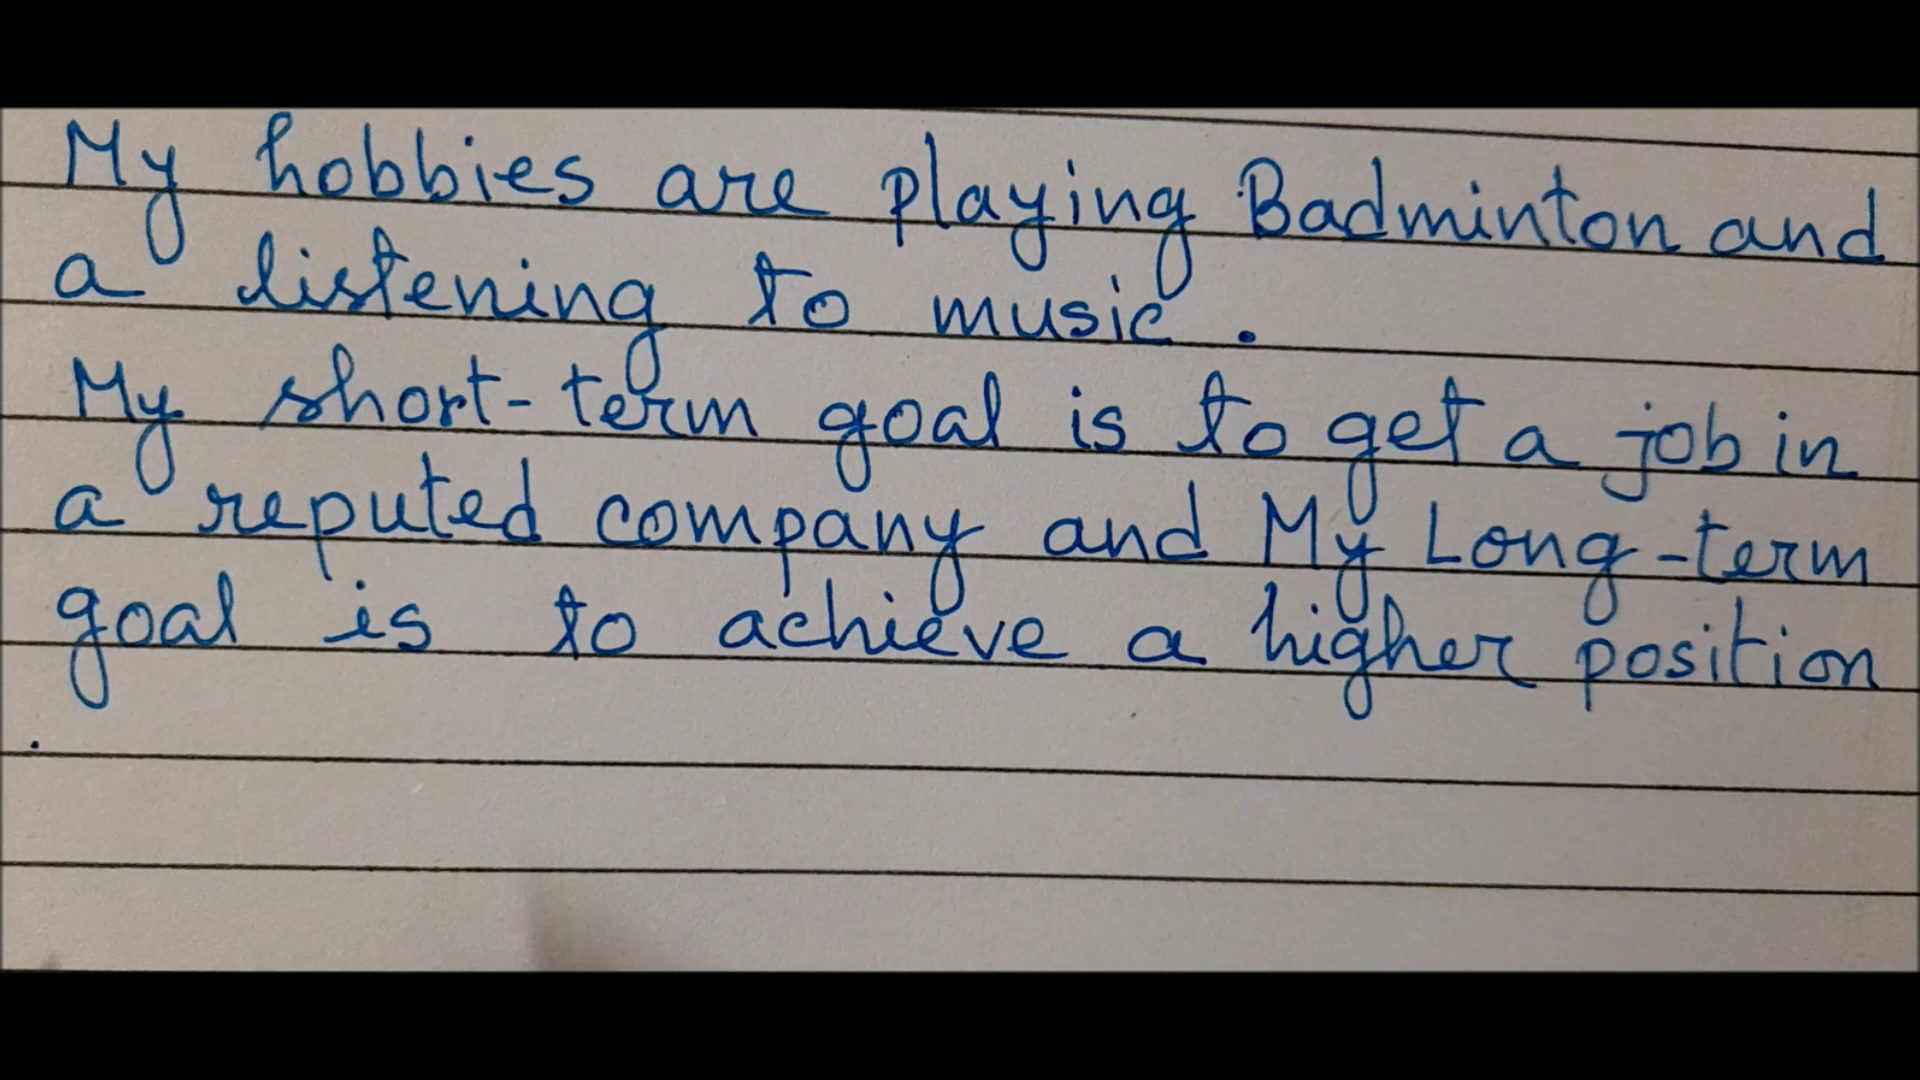 My hobbies are playing Badminton and
a listening to music .
My short-term goal is to get a job in
a reputed company and My Long-term
goal is to achieve a higher position
.